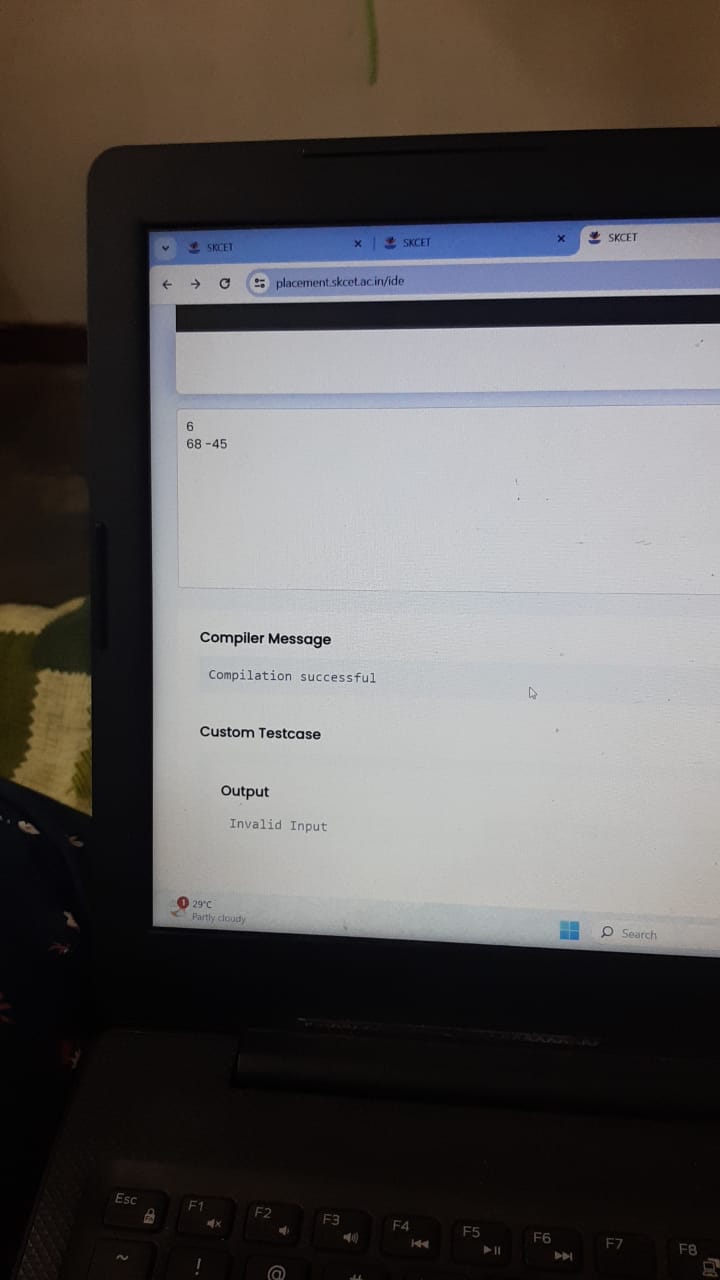 SKCET
SKCET
SKCET
placement.skcet.ac.in/ide
6
68 -45
Compiler Message
Compilation successful
Custom Testcase
Output
Invalid Input
1
29°C
Partly cloudy
Search
Esc
F1
F2
F3
F4
F5
F6
F7
F8
~
!
@